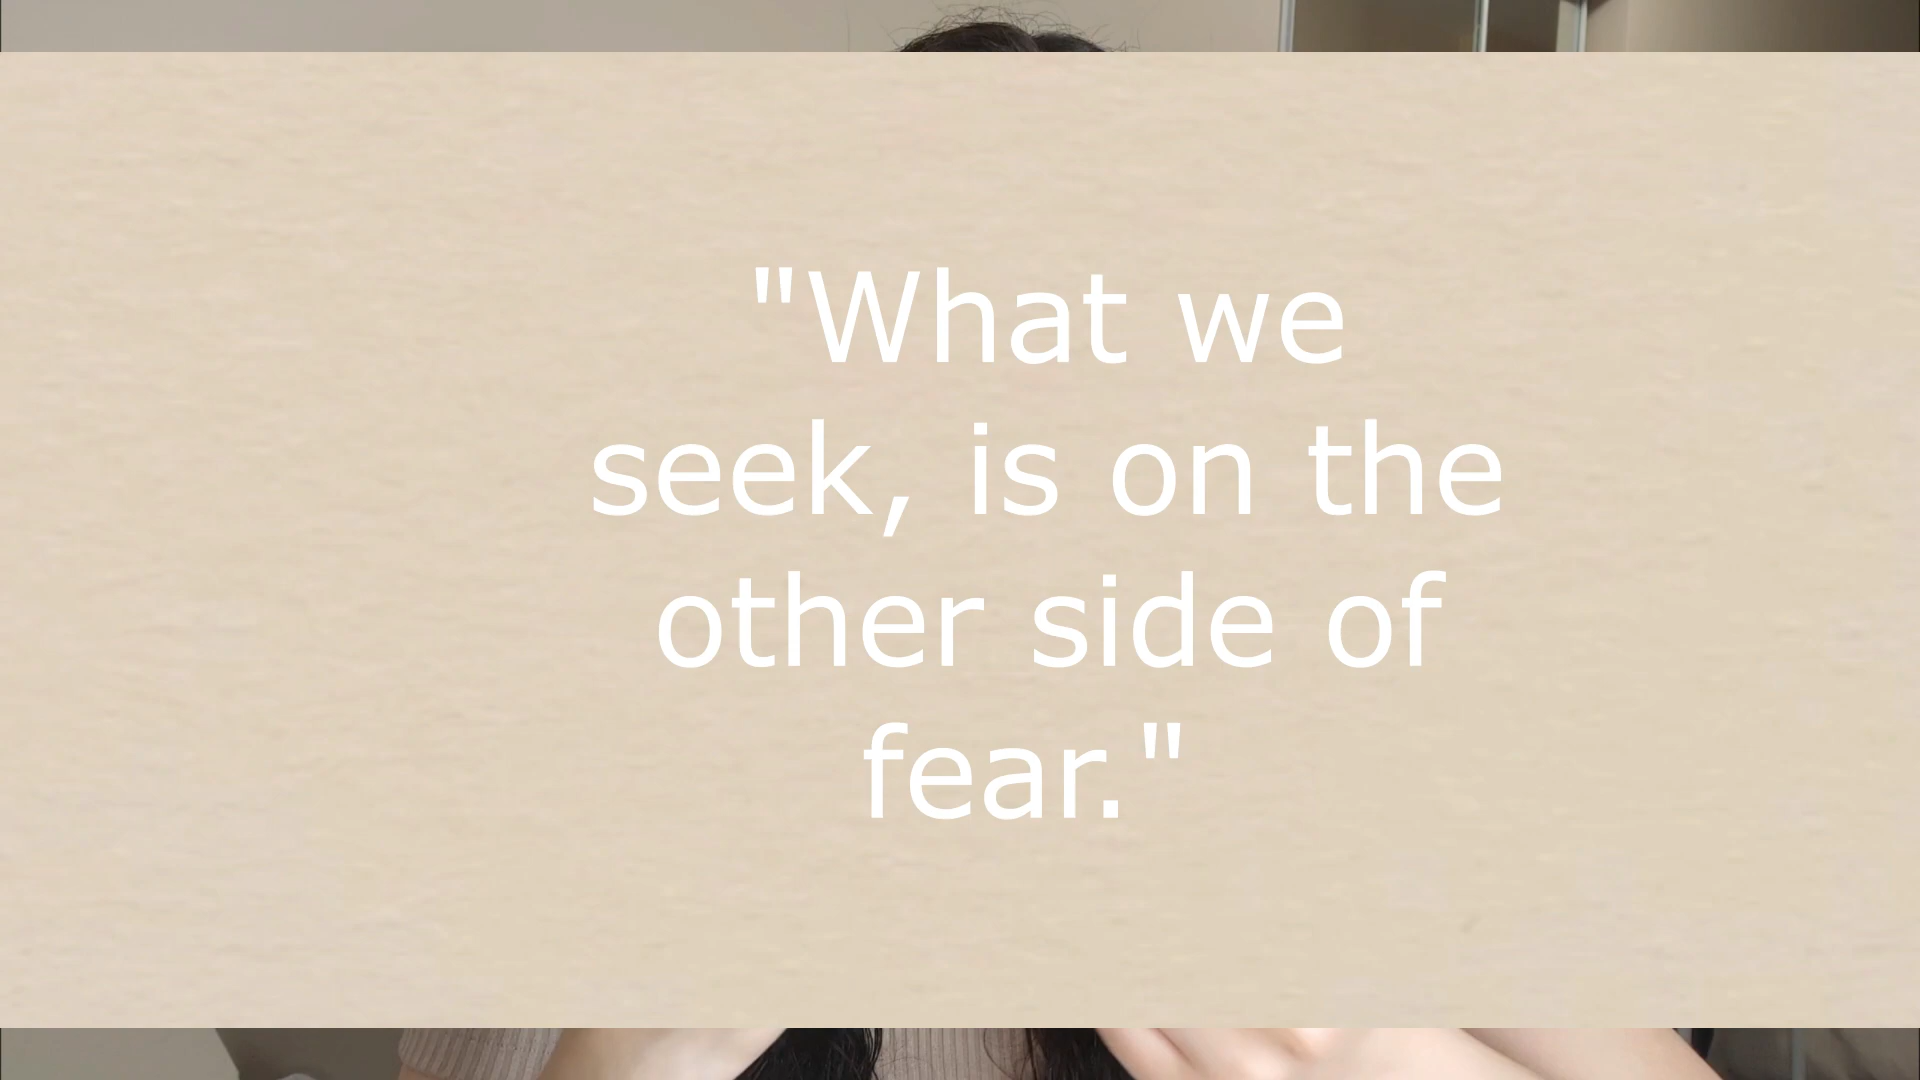 "What we
seek, is on the
other side of
fear."